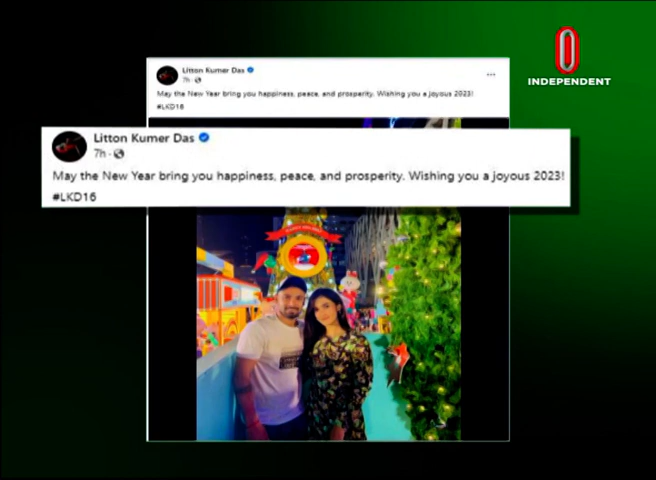 INDEPENDENT
Litton Kumer Das
7h ·
May the New Year bring you happiness, peace, and prosperity. Wishing you a joyous 2023!
#LKD16
Litton Kumer Das
7h ·
May the New Year bring you happiness, peace, and prosperity. Wishing you a joyous 2023!
#LKD16